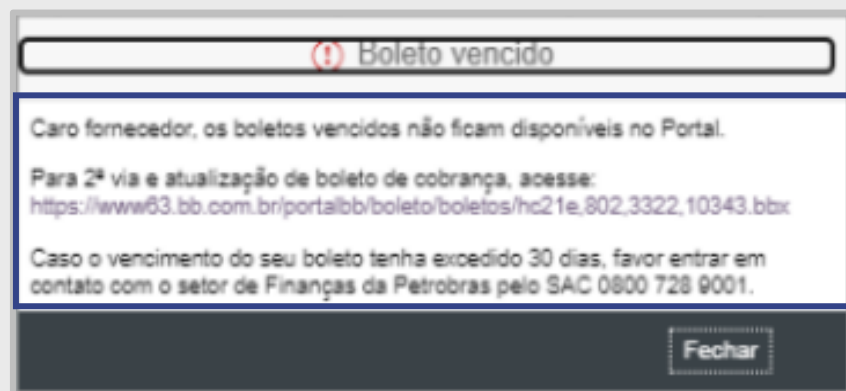 Boleto vencido
Caro fornecedor, os boletos vencidos não ficam disponíveis no Portal.
Para 2ª via e atualização de boleto de cobrança, acesse:
https://www63.bb.com.br/portalbb/boleto/boletos/hc21e,802,3322,10343.bbx
Caso o vencimento do seu boleto tenha excedido 30 dias, favor entrar em
contato com o setor de Finanças da Petrobras pelo SAC 0800 728 9001.
Fechar